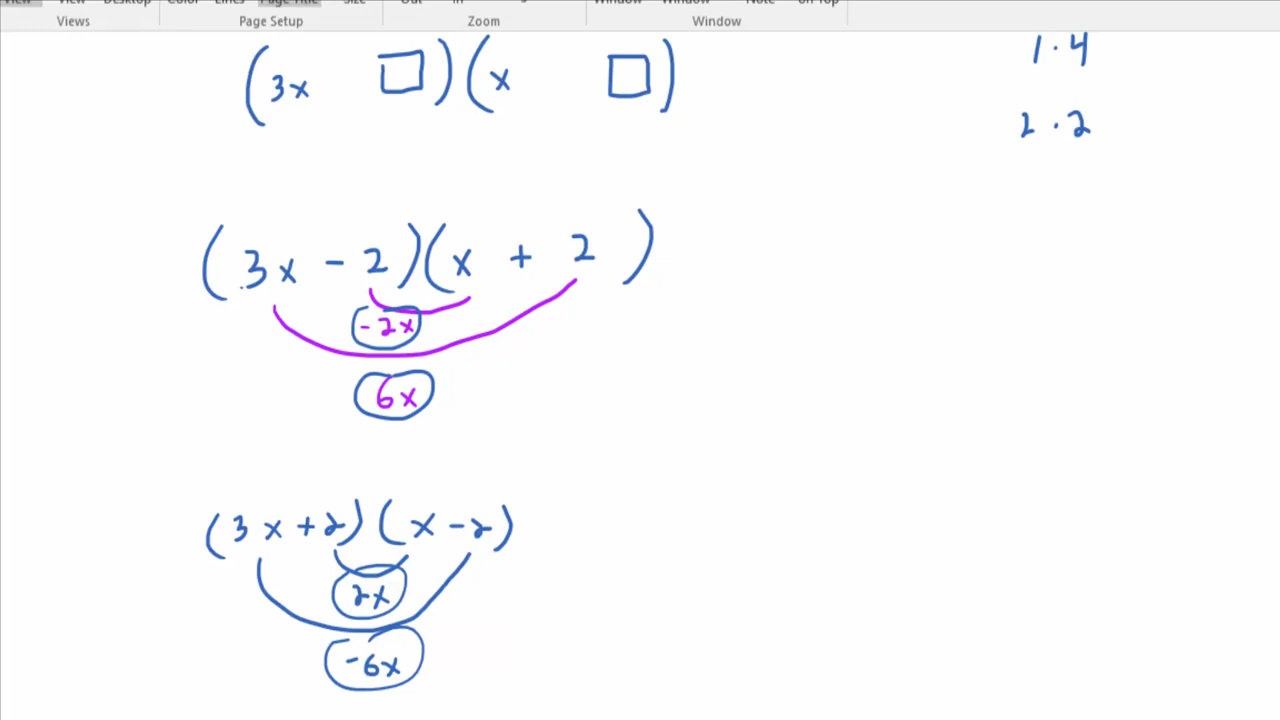 Views Page Setup Zoom Window
(3x □)(x □)
1 · 4
2 · 2
(3x - 2)(x + 2)
-2x
6x
(3x+2)(x-2)
2x
-6x